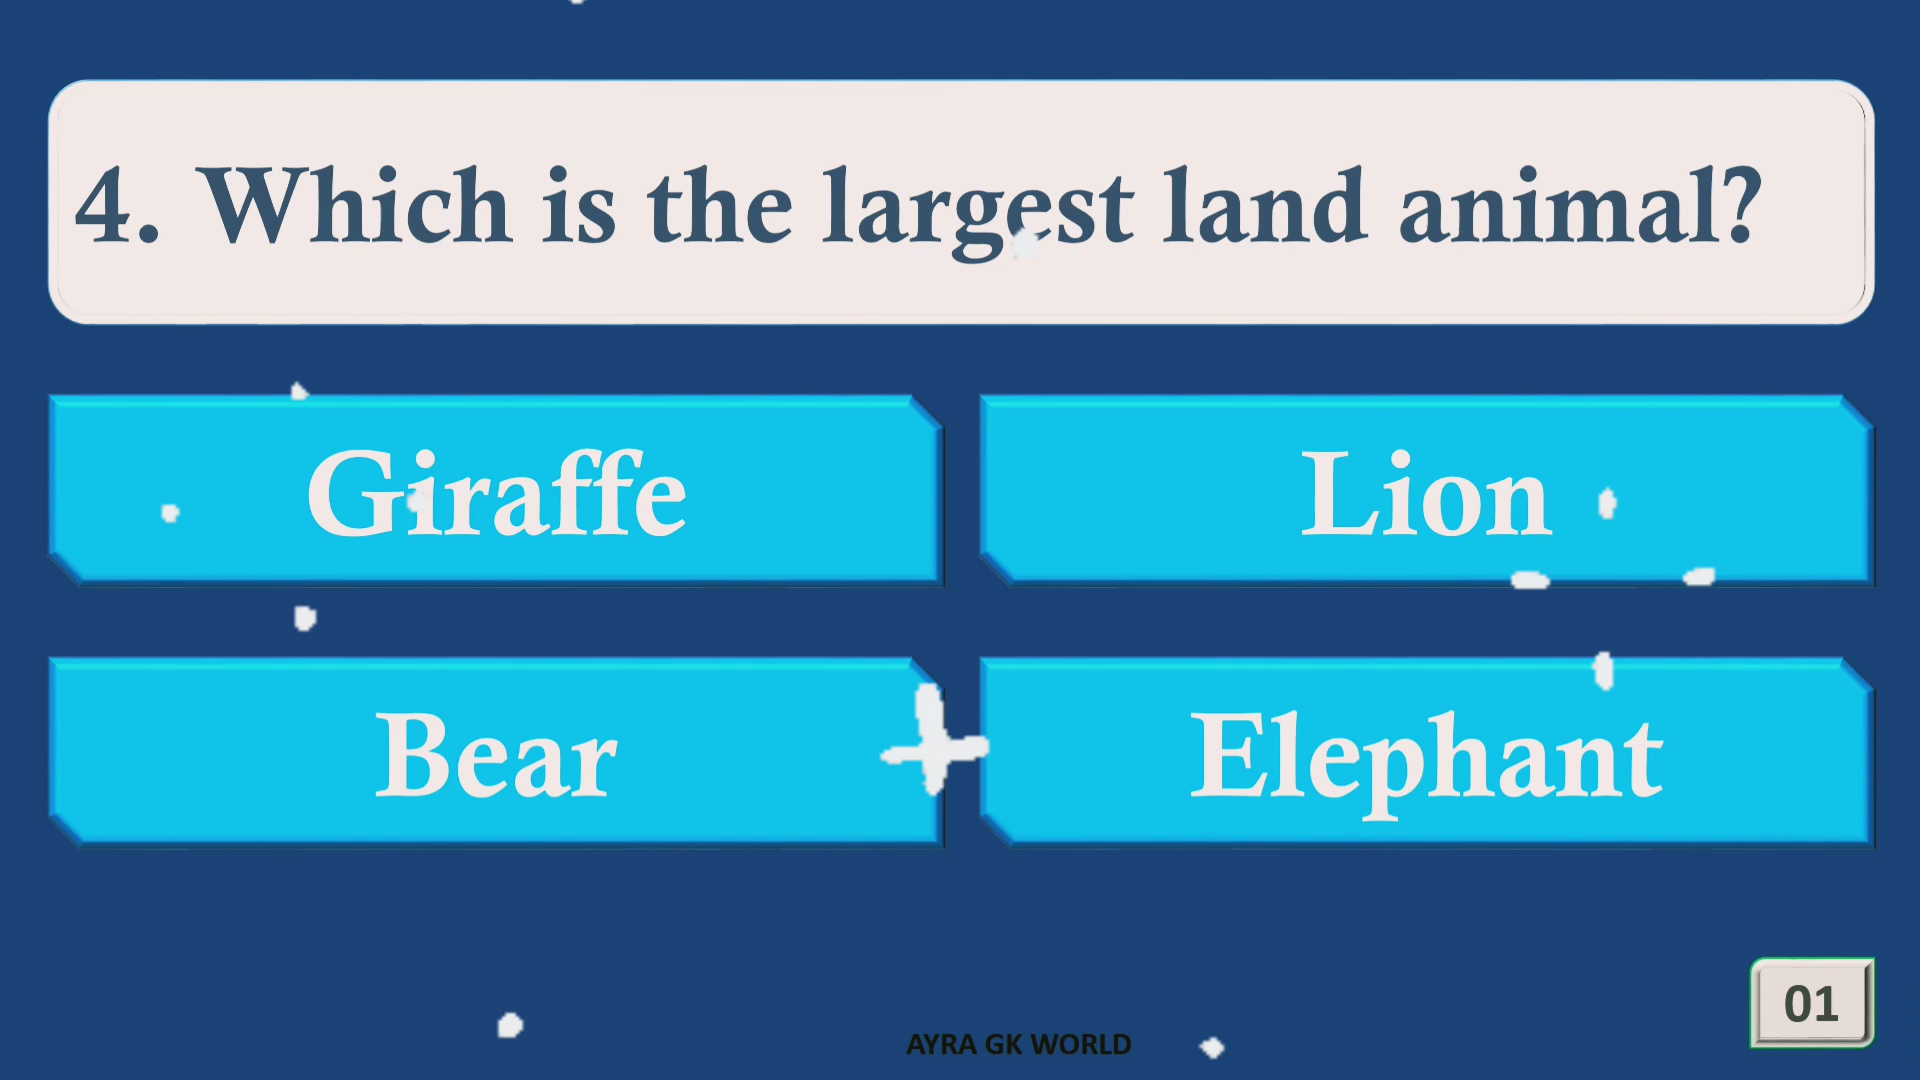 4. Which is the largest land animal?
Giraffe
Lion
Bear
Elephant
01
AYRA GK WORLD